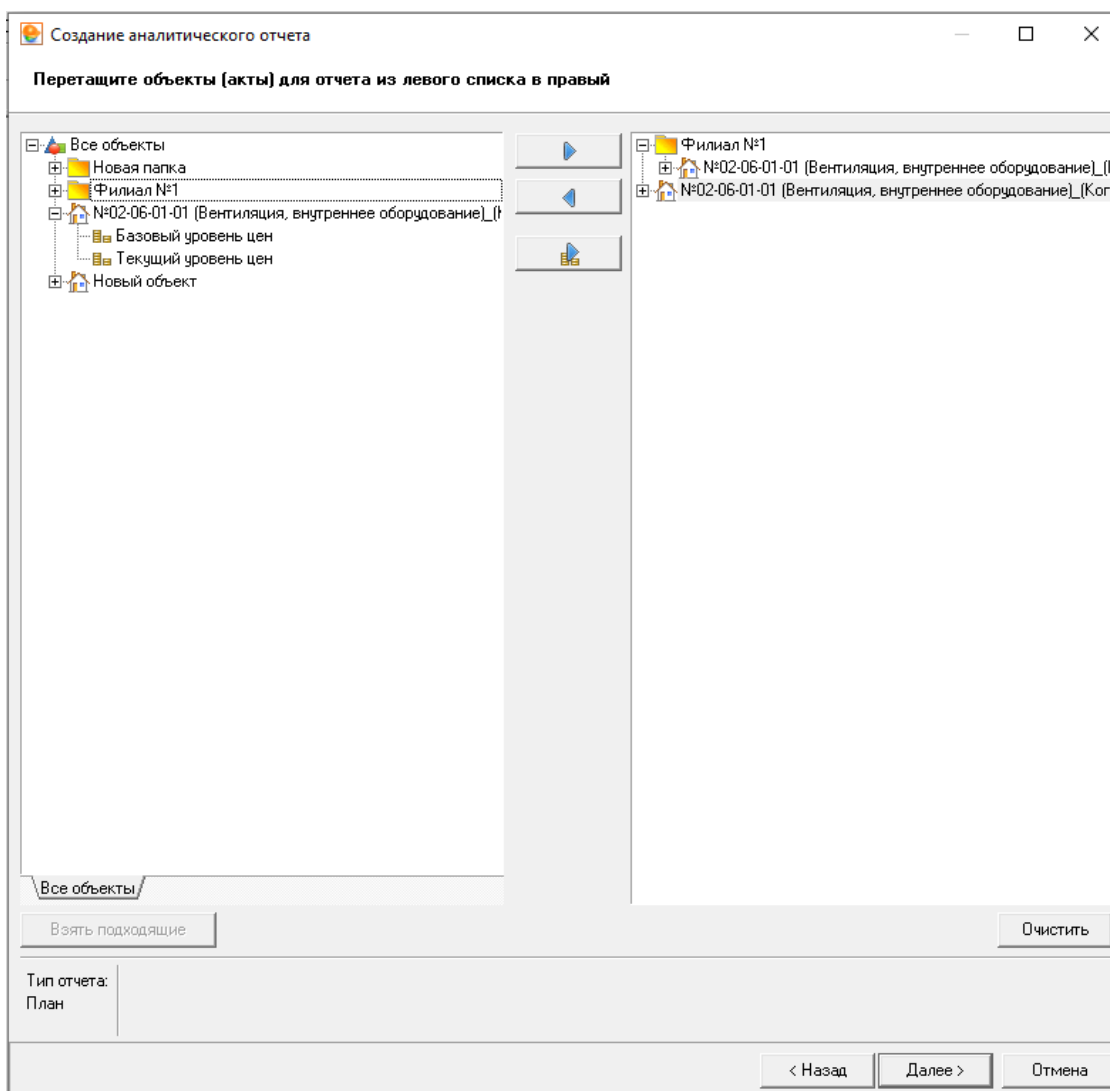 Создание аналитического отчета
Перетащите объекты (акты) для отчета из левого списка в правый
Все объекты
Новая папка
Филиал №1
№02-06-01-01 (Вентиляция, внутреннее оборудование)_(
Базовый уровень цен
Текущий уровень цен
Новый объект
Филиал №1
№02-06-01-01 (Вентиляция, внутреннее оборудование)_(
№02-06-01-01 (Вентиляция, внутреннее оборудование)_(Ког
Все объекты
Взять подходящие
Очистить
Тип отчета:
План
< Назад
Далее >
Отмена